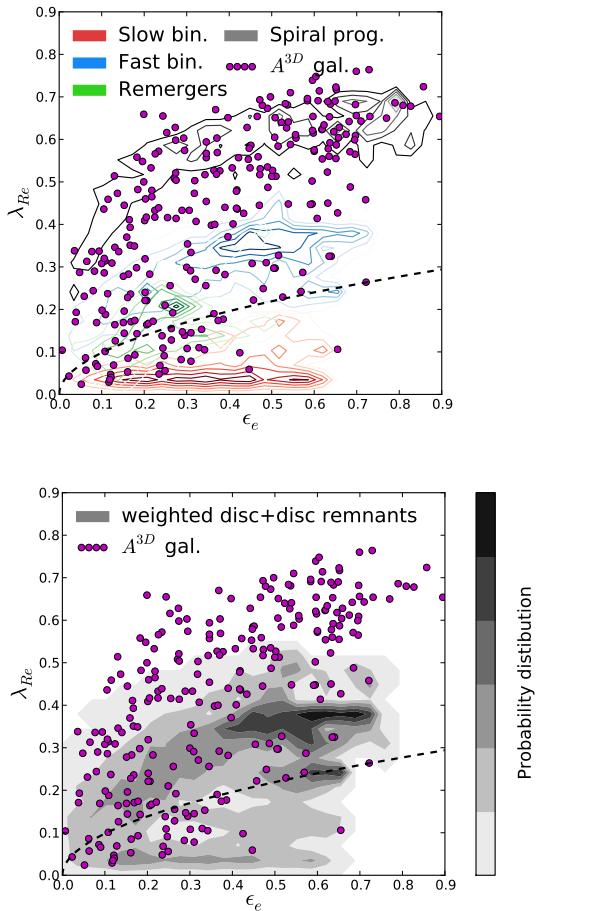 0.9
0.8
0.7
0.6
0.5
0.4
0.3
0.2
0.1
0.0
λ_Re
Slow bin.
Fast bin.
Remergers
Spiral prog.
A^3D gal.
0.0 0.1 0.2 0.3 0.4 0.5 0.6 0.7 0.8 0.9
ϵ_e
0.9
0.8
0.7
0.6
0.5
0.4
0.3
0.2
0.1
0.0
λ_Re
weighted disc+disc remnants
A^3D gal.
0.0 0.1 0.2 0.3 0.4 0.5 0.6 0.7 0.8 0.9
ϵ_e
Probability distibution